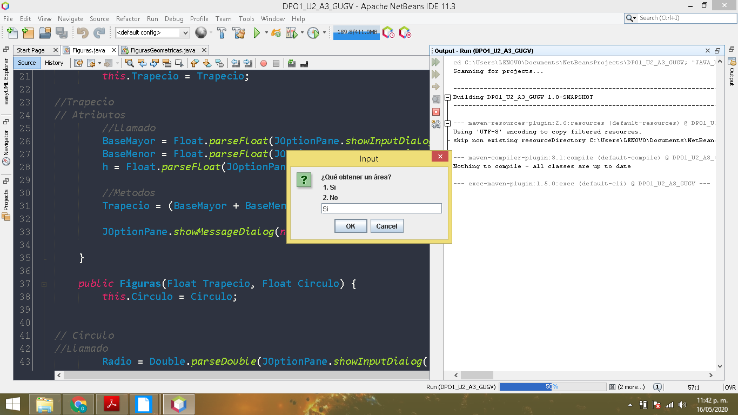 DPO1_U2_A3_GUGV - Apache NetBeans IDE 11.3
File Edit View Navigate Source Refactor Run Debug Profile Team Tools Window Help
Search (Ctrl+I)
<default config>
Start Page Figuras.java FigurasGeometricas.java
Source History
21 this.Trapecio = Trapecio;
22
23 //Trapecio
24 // Atributos
25 //Llamado
26 BaseMayor = Float.parseFloat(JOptionPane.showInputDialo
27 BaseMenor = Float.parseFloat(JO
28 h = Float.parseFloat(JOptionPan
29
30 //Metodos
31 Trapecio = (BaseMayor + BaseMen
32
33 JOptionPane.showMessageDialog(n
34
35 }
36
37 public Figuras(Float Trapecio, Float Circulo) {
38 this.Circulo = Circulo;
39
40
41 // Circulo
42 //Llamado
43 Radio = Double.parseDouble(JOptionPane.showInputDialog(
Input
¿Qué obtener un área?
1. Si
2. No
Si
OK Cancel
Output - Run (DPO1_U2_A3_GUGV)
cd C:\Users\LENOVO\Documents\NetBeansProjects\DPO1_U2_A3_GUGV; "JAVA_
Scanning for projects...
Building DPO1_U2_A3_GUGV 1.0-SNAPSHOT
--- maven-resources-plugin:2.6:resources (default-resources) @ DPO1_U
Using 'UTF-8' encoding to copy filtered resources.
skip non existing resourceDirectory C:\Users\LENOVO\Documents\NetBean
--- maven-compiler-plugin:3.1:compile (default-compile) @ DPO1_U2_A3_
Nothing to compile - all classes are up to date
--- exec-maven-plugin:1.5.0:exec (default-cli) @ DPO1_U2_A3_GUGV ---
easyUML Explorer
Navigator
Projects
Output
Run (DPO1_U2_A3_GUGV) (2 more...) 57:1 OVR
11:42 p. m.
16/05/2020